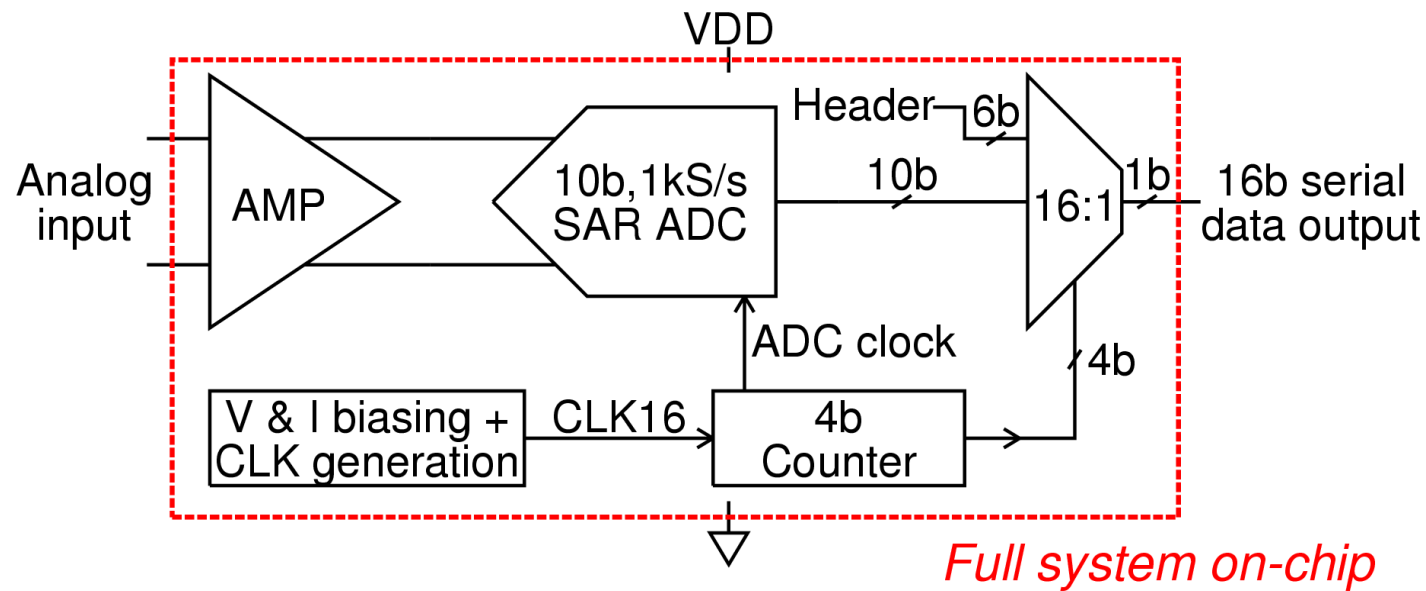 VDD
Header
6b
Analog
input
AMP
10b,1kS/s
SAR ADC
10b
16:1
1b
16b serial
data output
ADC clock
4b
V & I biasing +
CLK generation
CLK16
4b
Counter
Full system on-chip